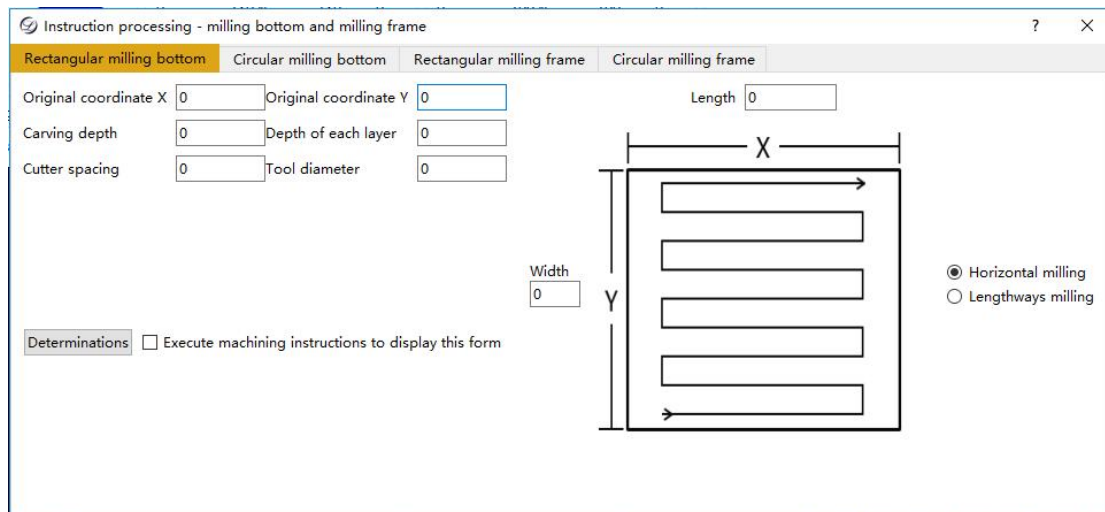 Instruction processing - milling bottom and milling frame ?
Rectangular milling bottom Circular milling bottom Rectangular milling frame Circular milling frame
Original coordinate X 0 Original coordinate Y 0 Length 0
Carving depth 0 Depth of each layer 0
Cutter spacing 0 Tool diameter 0
X
Width
0
Y
Horizontal milling
Lengthways milling
Determinations Execute machining instructions to display this form